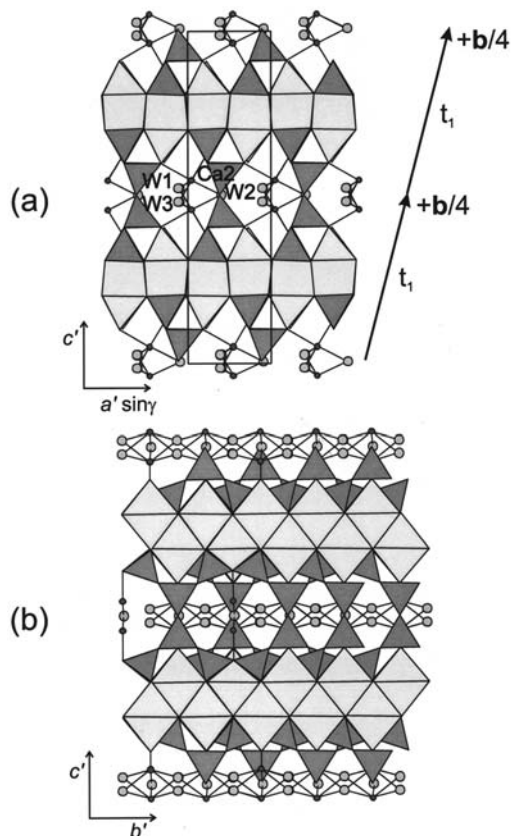 +b/4
t₁
Ca2
W1
W2
W3
(a)
+b/4
t₁
c'
a' sinγ
(b)
c'
b'